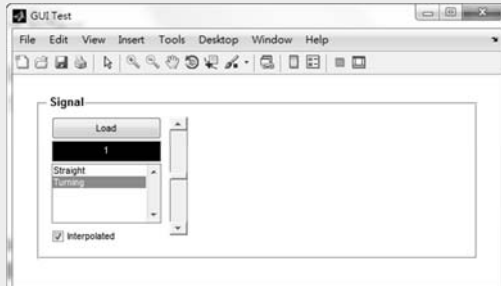 GUI Test
File Edit View Insert Tools Desktop Window Help
Signal
Load
1
Straight
Turning
Interpolated